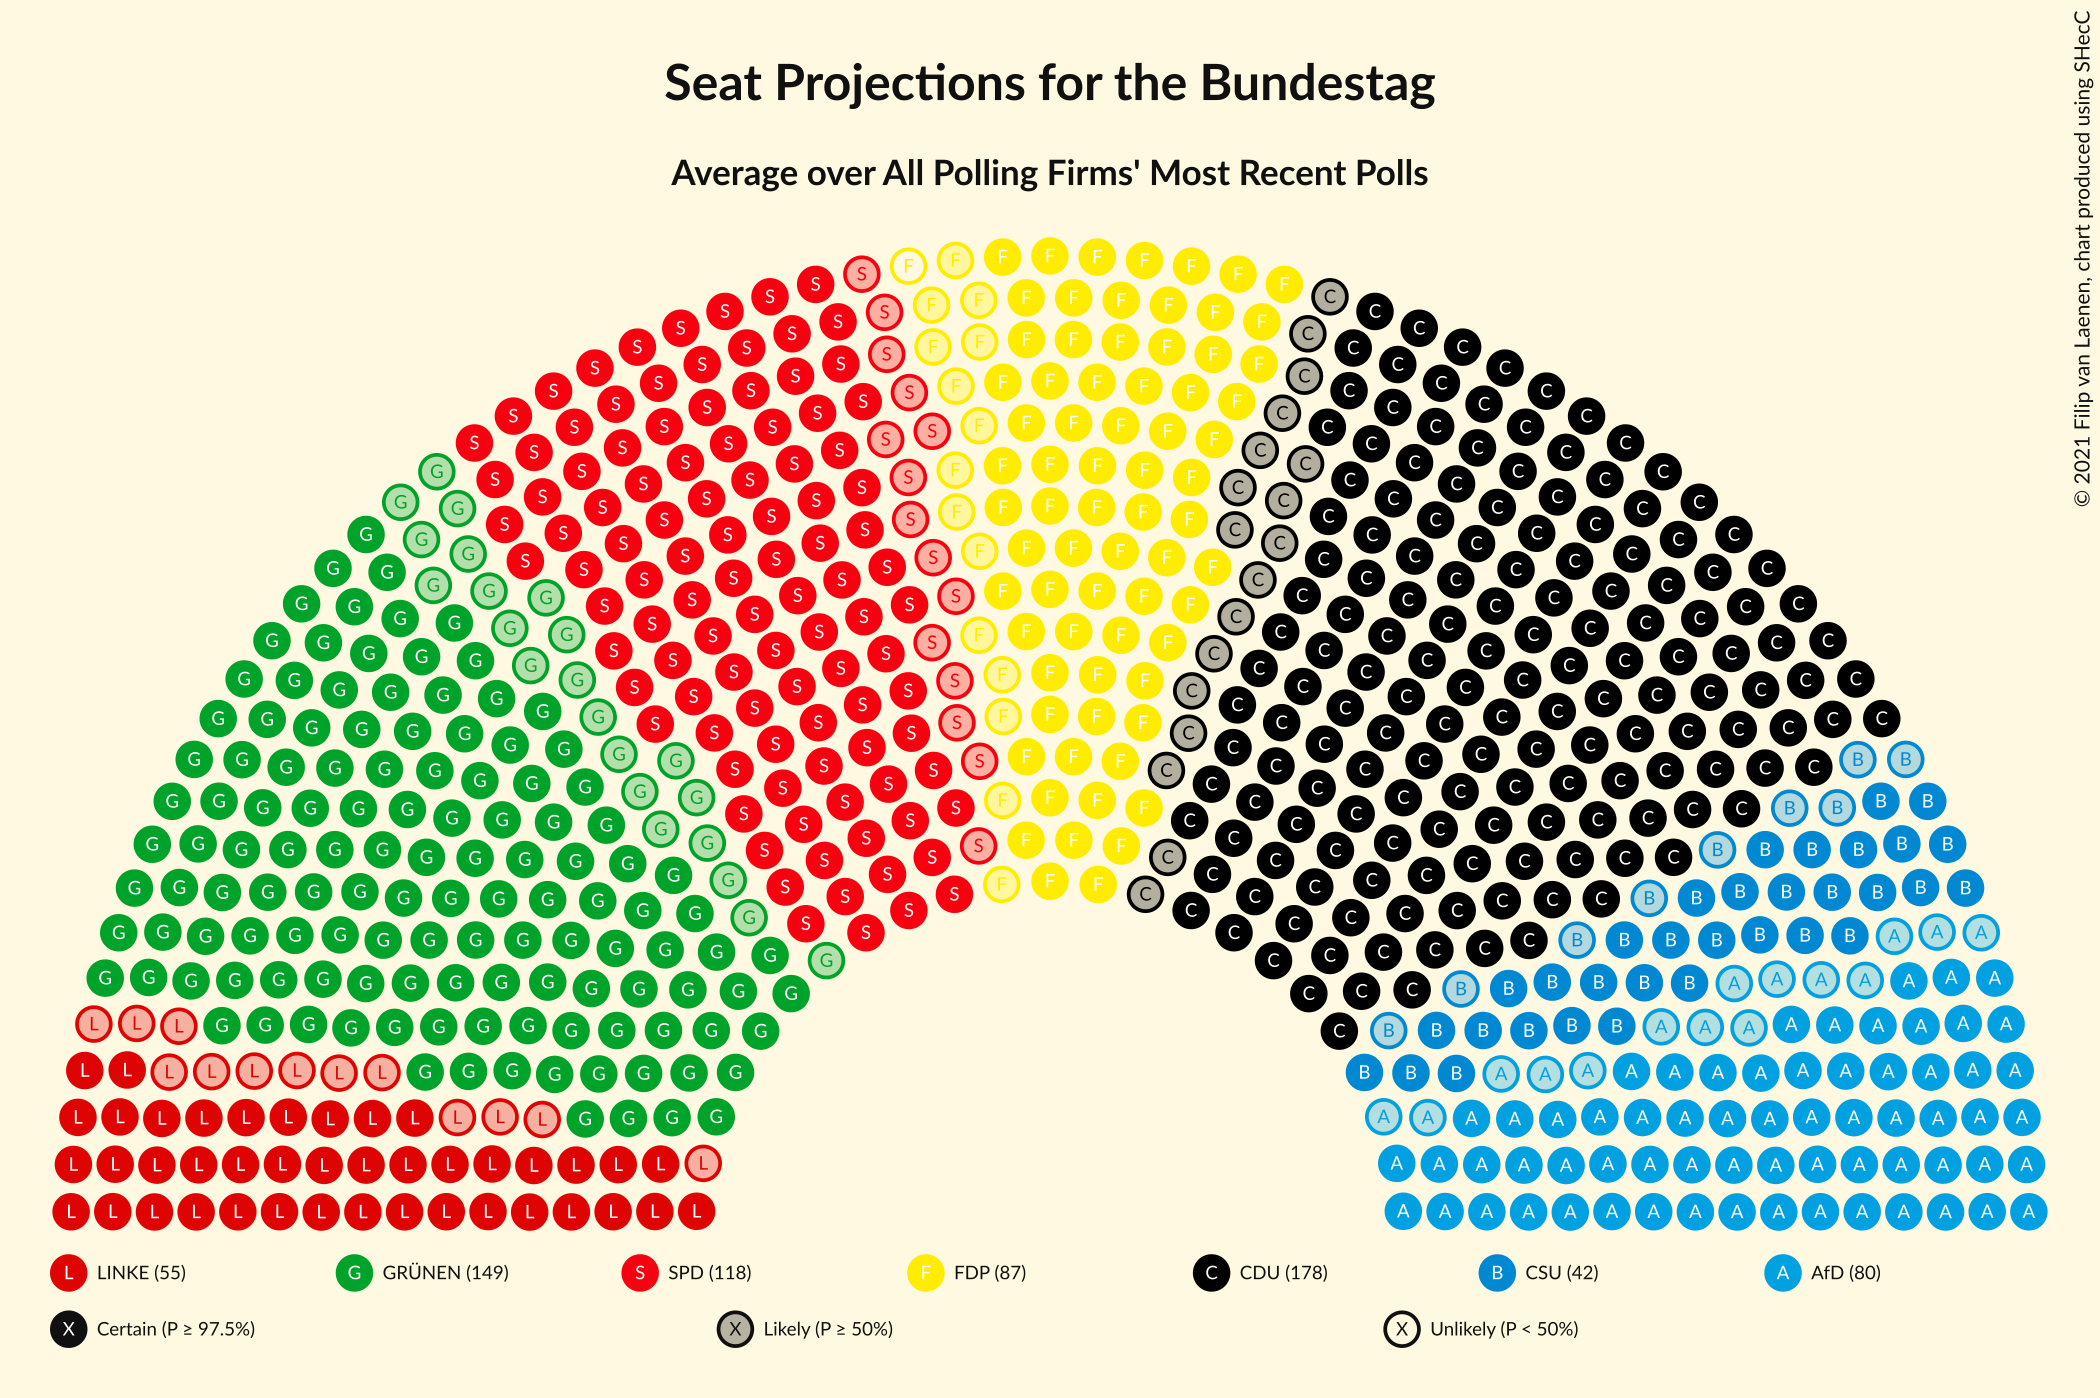 Seat Projections for the Bundestag
Average over All Polling Firms' Most Recent Polls
© 2021 Filip van Laenen, chart produced using SHecC
L LINKE (55) G GRÜNEN (149) S SPD (118) F FDP (87) C CDU (178) B CSU (42) A AfD (80)
X Certain (P ≥ 97.5%) X Likely (P ≥ 50%) X Unlikely (P < 50%)